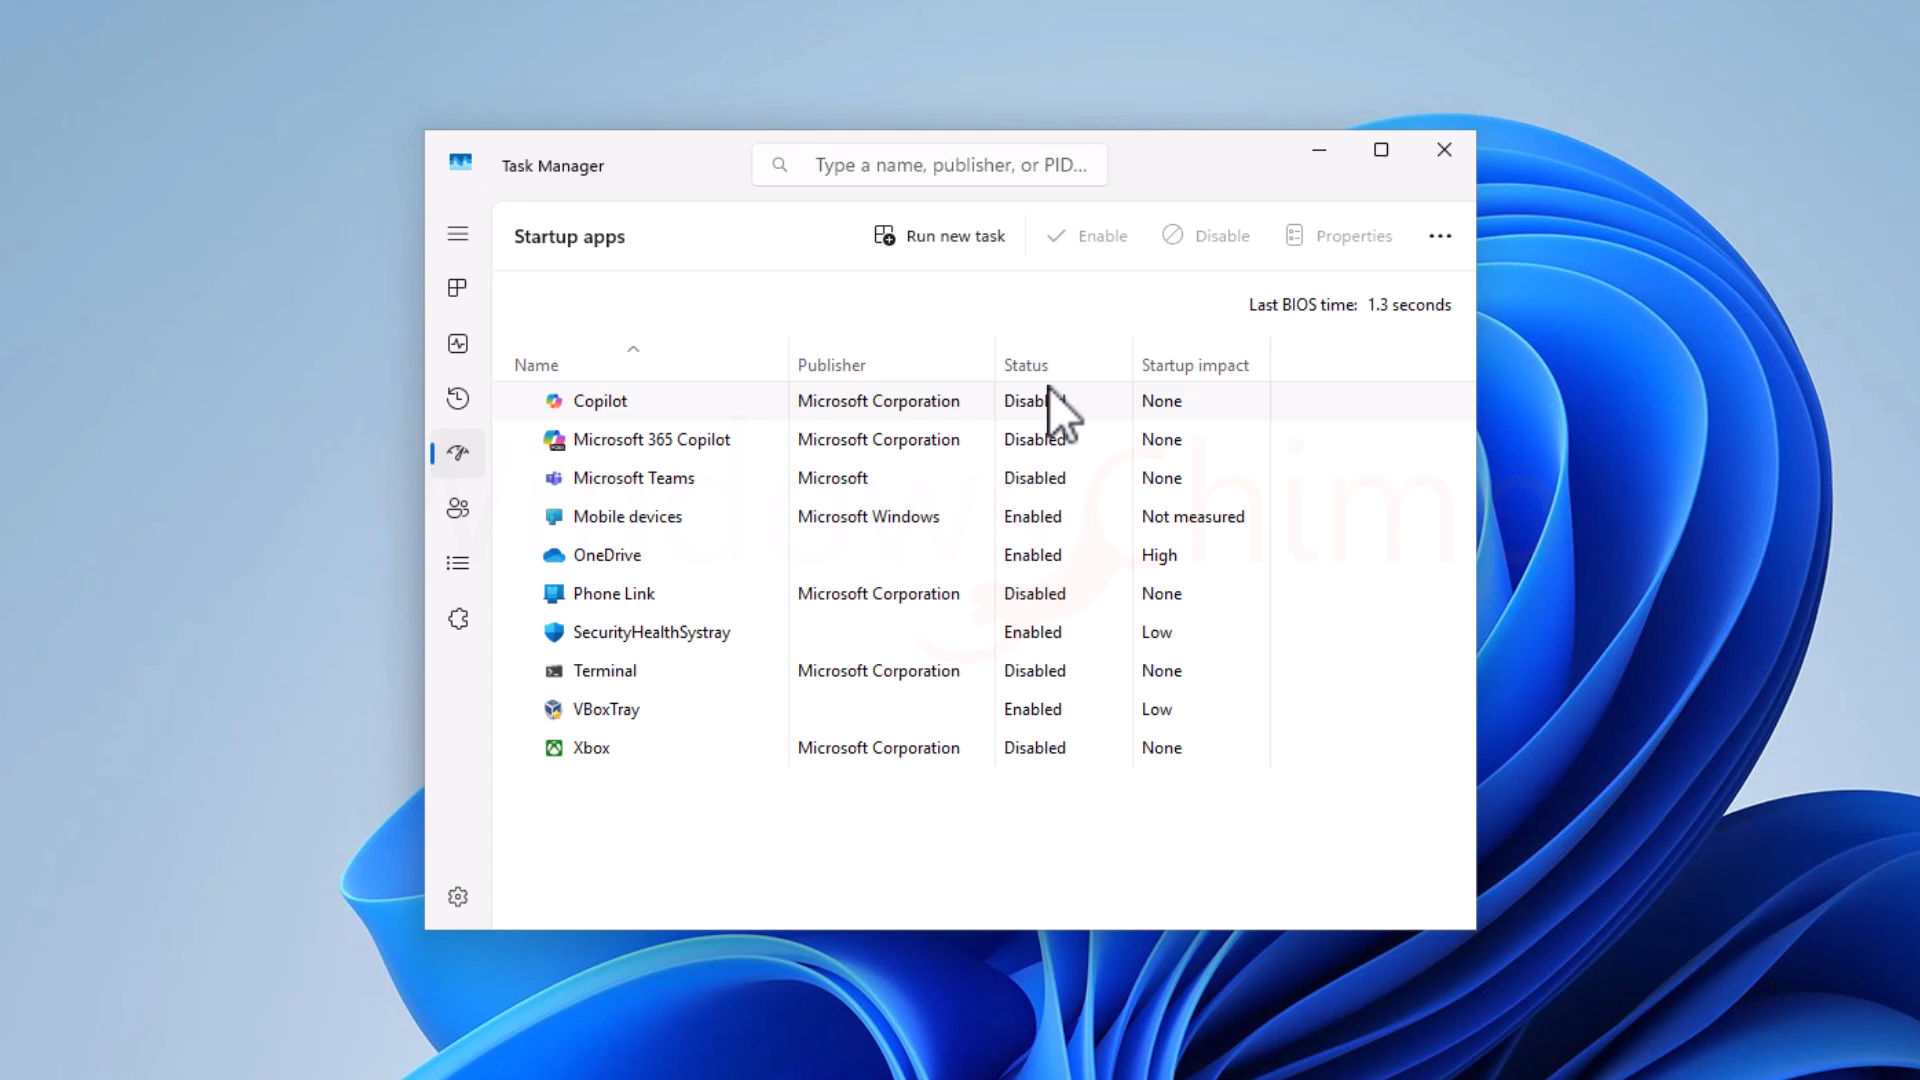 Task Manager
Type a name, publisher, or PID...
Startup apps
Run new task
Enable
Disable
Properties
Last BIOS time: 1.3 seconds
Name Publisher Status Startup impact
Copilot Microsoft Corporation Disabled None
Microsoft 365 Copilot Microsoft Corporation Disabled None
Microsoft Teams Microsoft Disabled None
Mobile devices Microsoft Windows Enabled Not measured
OneDrive Enabled High
Phone Link Microsoft Corporation Disabled None
SecurityHealthSystray Enabled Low
Terminal Microsoft Corporation Disabled None
VBoxTray Enabled Low
Xbox Microsoft Corporation Disabled None